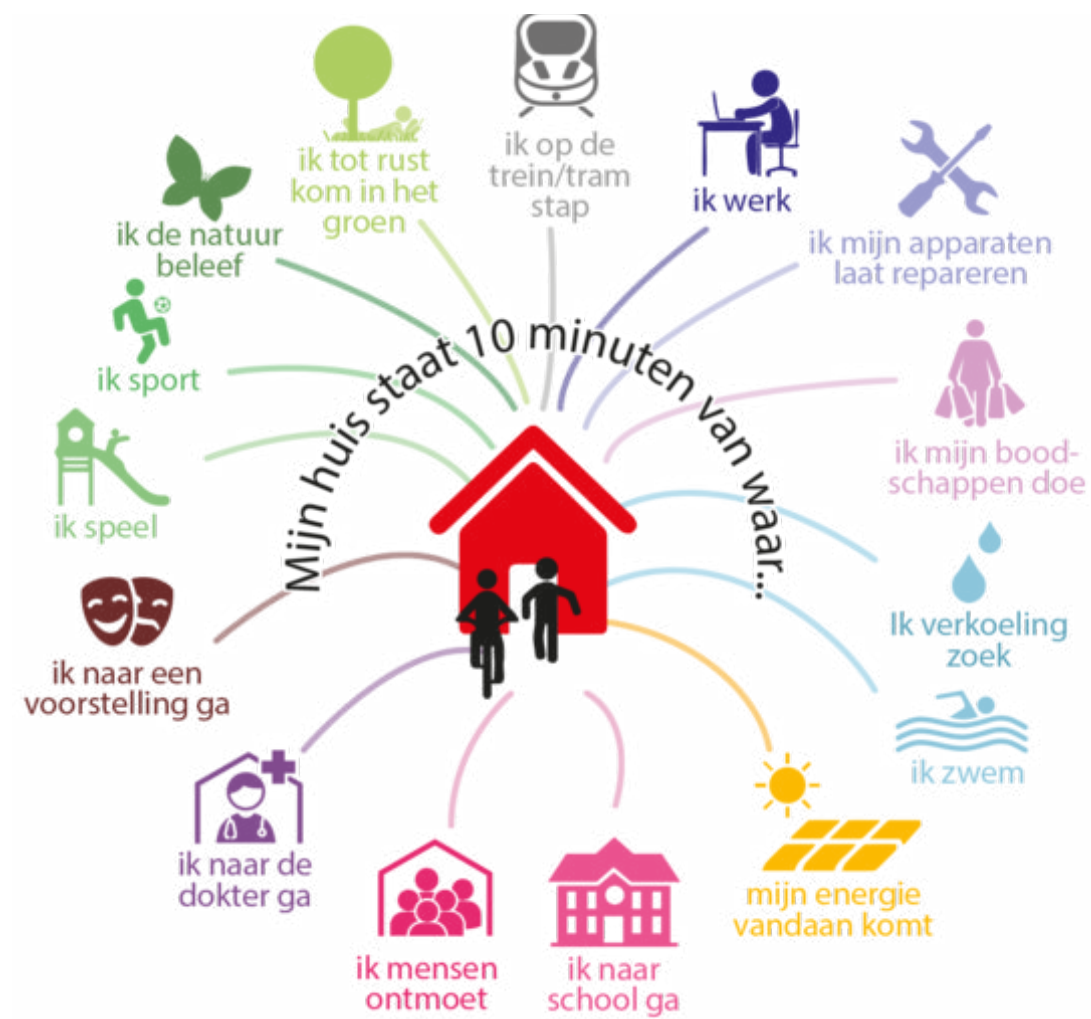 Mijn huis staat 10 minuten van waar...
ik op de
trein/tram
stap
ik werk
ik mijn apparaten
laat repareren
ik mijn bood-
schappen doe
Ik verkoeling
zoek
ik zwem
mijn energie
vandaan komt
ik naar
school ga
ik mensen
ontmoet
ik naar de
dokter ga
ik naar een
voorstelling ga
ik speel
ik sport
ik de natuur
beleef
ik tot rust
kom in het
groen